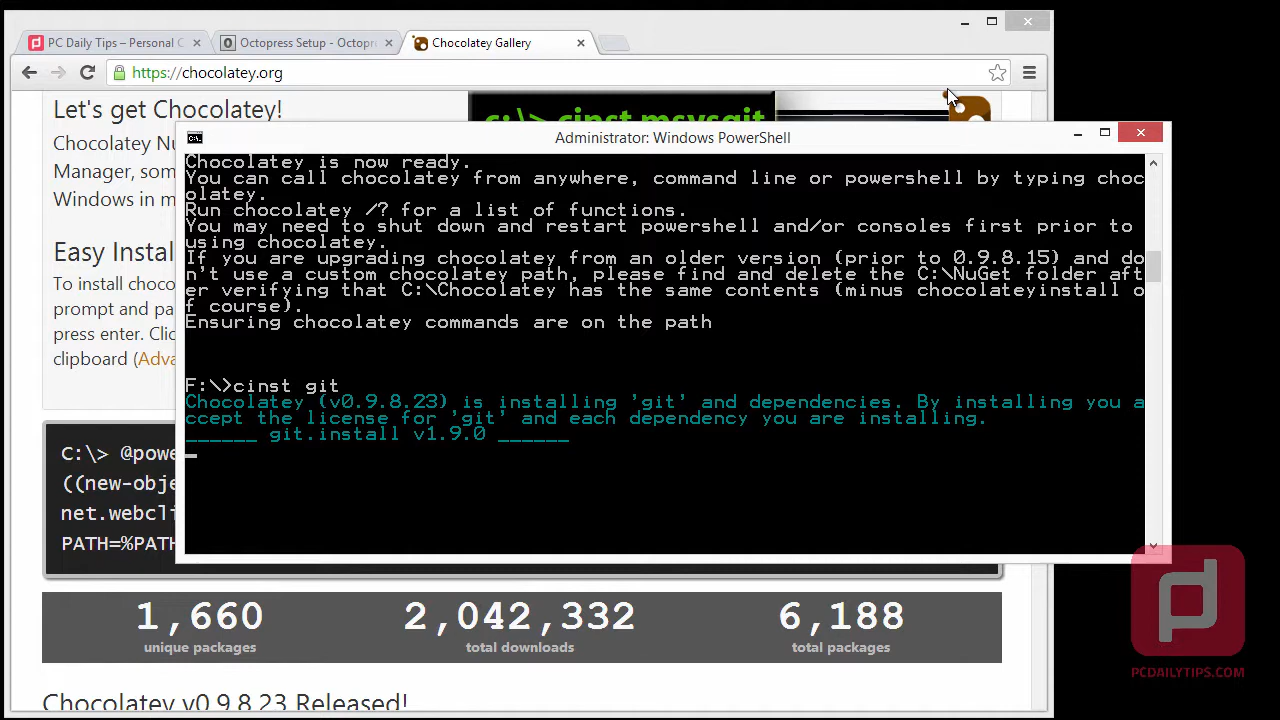 PC Daily Tips – Personal C
Octopress Setup - Octopr
Chocolatey Gallery
https://chocolatey.org
Let's get Chocolatey!
Chocolatey Nu
Manager, som
Windows in m
c:\> cinst msysgit
Easy Instal
To install choco
prompt and pa
press enter. Clic
clipboard (Adva
C:\> @powe
((new-obje
net.webcli
PATH=%PATH
Administrator: Windows PowerShell
Chocolatey is now ready.
You can call chocolatey from anywhere, command line or powershell by typing choc
olatey.
Run chocolatey /? for a list of functions.
You may need to shut down and restart powershell and/or consoles first prior to
using chocolatey.
If you are upgrading chocolatey from an older version (prior to 0.9.8.15) and do
n't use a custom chocolatey path, please find and delete the C:\NuGet folder aft
er verifying that C:\Chocolatey has the same contents (minus chocolateyinstall o
f course).
Ensuring chocolatey commands are on the path
F:\>cinst git
Chocolatey (v0.9.8.23) is installing 'git' and dependencies. By installing you a
ccept the license for 'git' and each dependency you are installing.
______ git.install v1.9.0 ______
1,660
unique packages
2,042,332
total downloads
6,188
total packages
Chocolatey v0.9.8.23 Released!
PCDAILYTIPS.COM